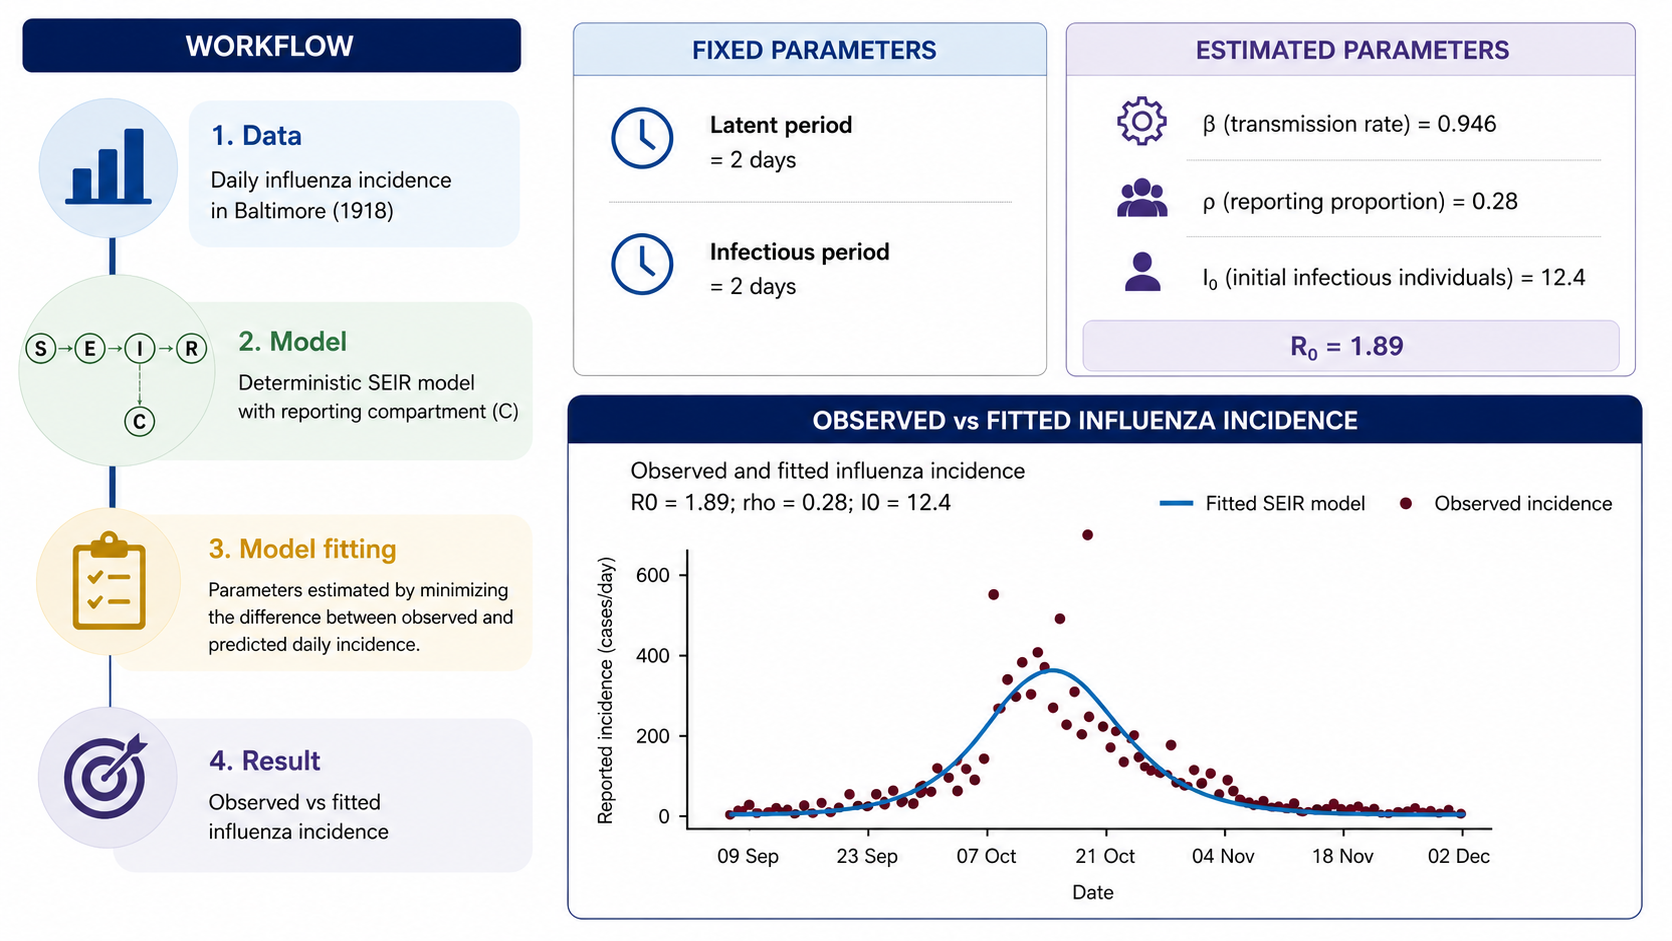 WORKFLOW
1. Data
Daily influenza incidence
in Baltimore (1918)
S → E → I → R
C
2. Model
Deterministic SEIR model
with reporting compartment (C)
3. Model fitting
Parameters estimated by minimizing
the difference between observed and
predicted daily incidence.
4. Result
Observed vs fitted
influenza incidence
FIXED PARAMETERS
Latent period
= 2 days
Infectious period
= 2 days
ESTIMATED PARAMETERS
β (transmission rate) = 0.946
ρ (reporting proportion) = 0.28
I₀ (initial infectious individuals) = 12.4
R₀ = 1.89
OBSERVED vs FITTED INFLUENZA INCIDENCE
Observed and fitted influenza incidence
R0 = 1.89; rho = 0.28; I0 = 12.4
Fitted SEIR model
Observed incidence
Reported incidence (cases/day)
600
400
200
0
09 Sep 23 Sep 07 Oct 21 Oct 04 Nov 18 Nov 02 Dec
Date